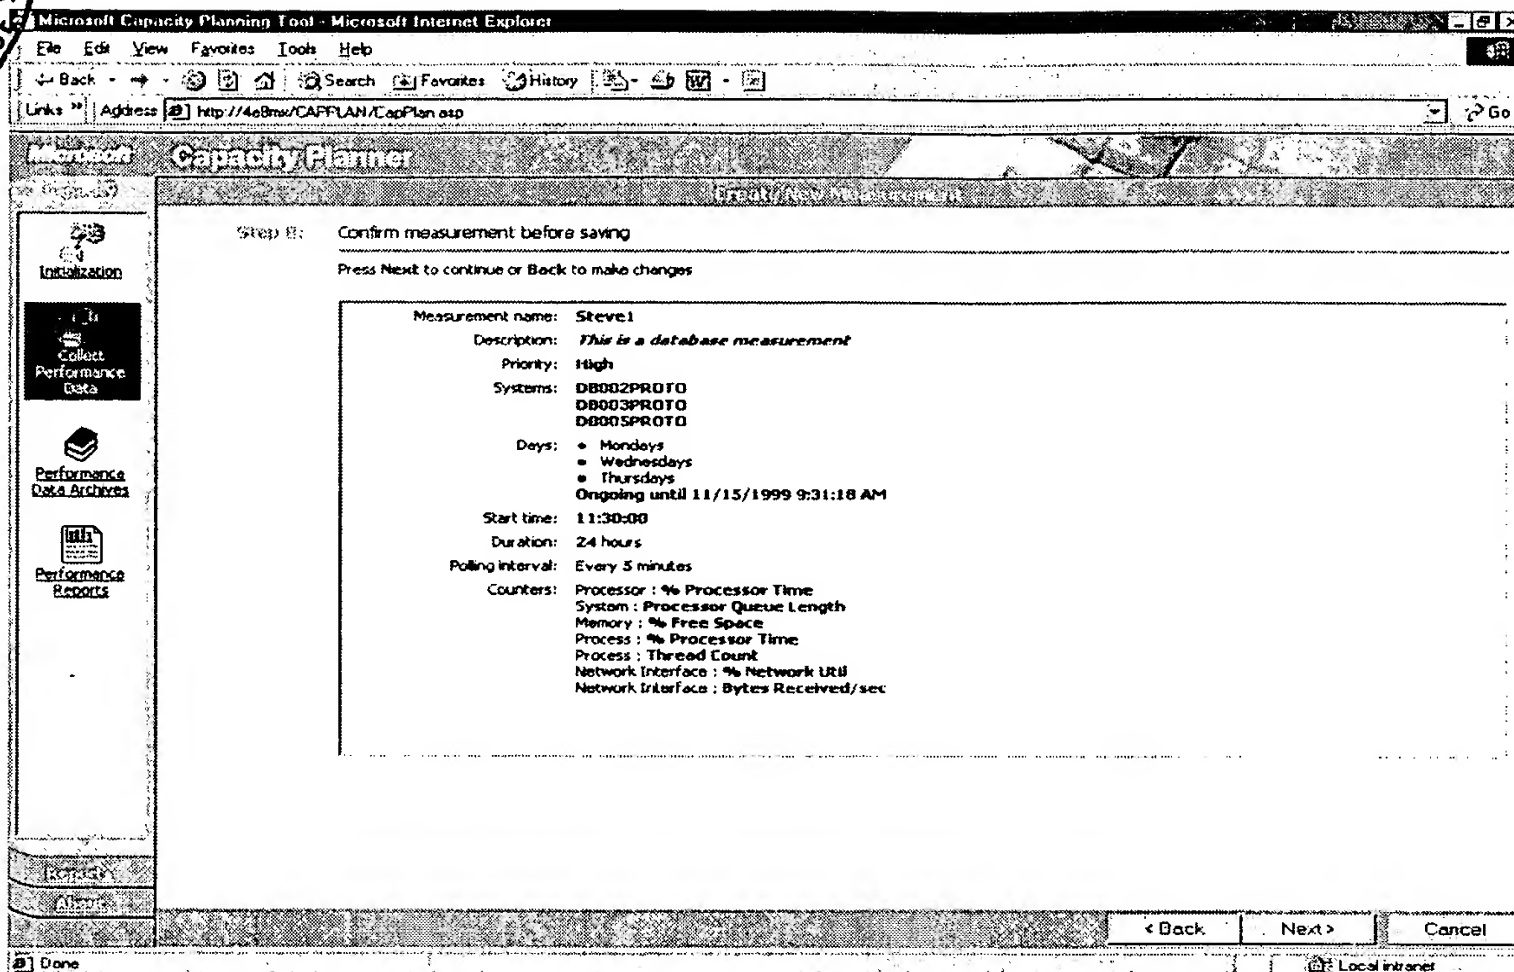 Microsoft Capacity Planning Tool - Microsoft Internet Explorer
File Edit View Favorites Tools Help
Back Search Favorites History
Links » Address http://4e8mx/CAPPLAN/CapPlan.asp Go
Microsoft Capacity Planner
Create New Measurement
Step 8: Confirm measurement before saving
Press Next to continue or Back to make changes
Initialization
Collect
Performance
Data
Performance
Data Archives
Performance
Reports
Measurement name: Steve1
Description: This is a database measurement
Priority: High
Systems: DB002PROTO
DB003PROTO
DB005PROTO
Days: • Mondays
• Wednesdays
• Thursdays
Ongoing until 11/15/1999 9:31:18 AM
Start time: 11:30:00
Duration: 24 hours
Polling interval: Every 5 minutes
Counters: Processor : % Processor Time
System : Processor Queue Length
Memory : % Free Space
Process : % Processor Time
Process : Thread Count
Network Interface : % Network Util
Network Interface : Bytes Received/sec
About
< Back Next > Cancel
Done Local intranet